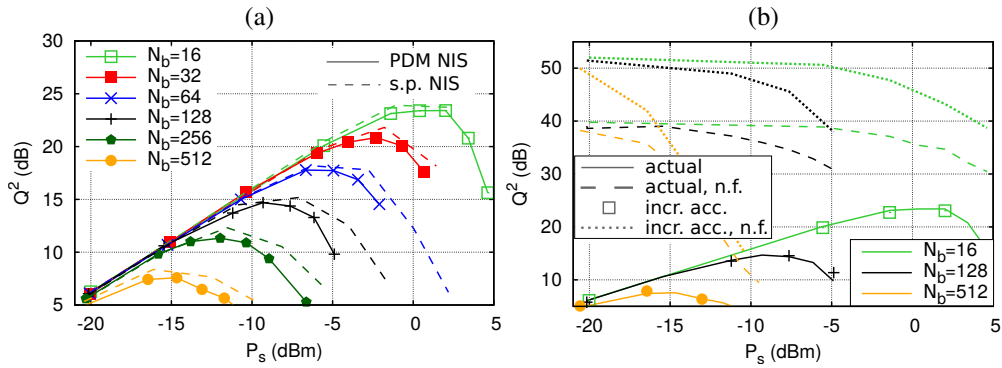 (a)
30
25
20
15
10
5
-20
-15
-10
-5
0
5
Q² (dB)
P_s (dBm)
N_b=16
N_b=32
N_b=64
N_b=128
N_b=256
N_b=512
PDM NIS
s.p. NIS
(b)
50
40
30
20
10
-20
-15
-10
-5
0
5
Q² (dB)
P_s (dBm)
actual
actual, n.f.
incr. acc.
incr. acc., n.f.
N_b=16
N_b=128
N_b=512